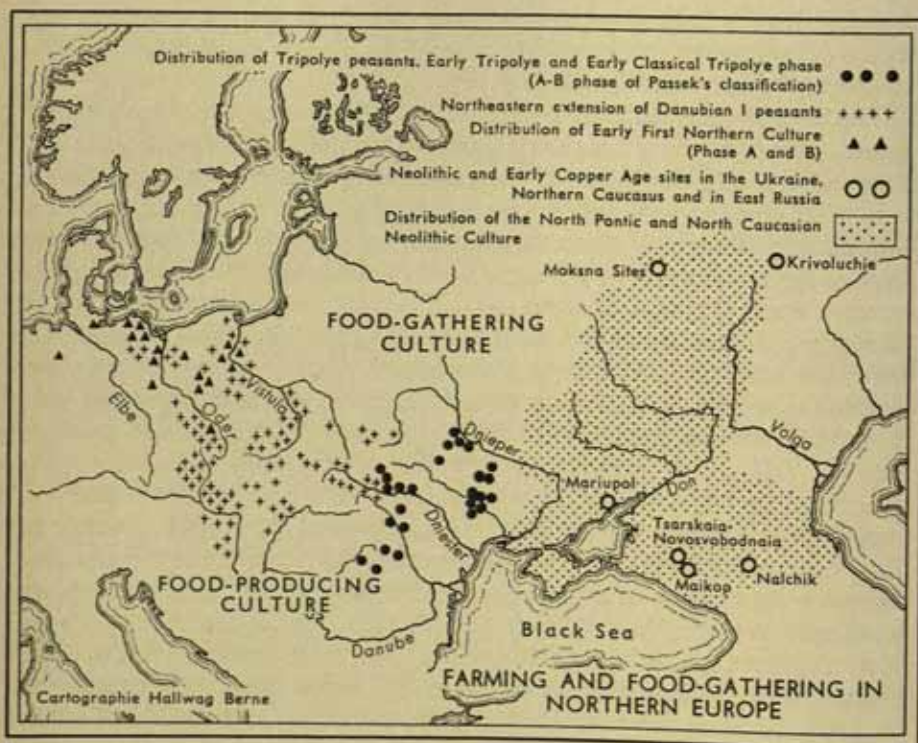 Distribution of Tripolye peasants, Early Tripolye and Early Classical Tripolye phase
(A-B phase of Passek's classification)
Northeastern extension of Danubian I peasants
Distribution of Early First Northern Culture
(Phase A and B)
Neolithic and Early Copper Age sites in the Ukraine,
Northern Caucasus and in East Russia
Distribution of the North Pontic and North Caucasian
Neolithic Culture
Moksna Sites
Krivoluchie
FOOD-GATHERING
CULTURE
Elbe
Oder
Vistula
Dnieper
Volga
Mariupol
Don
Dniester
Tsarskaia-
Novosvobodnaia
Maikop
Nalchik
FOOD-PRODUCING
CULTURE
Danube
Black Sea
FARMING AND FOOD-GATHERING IN
NORTHERN EUROPE
Cartographie Hallwag Berne